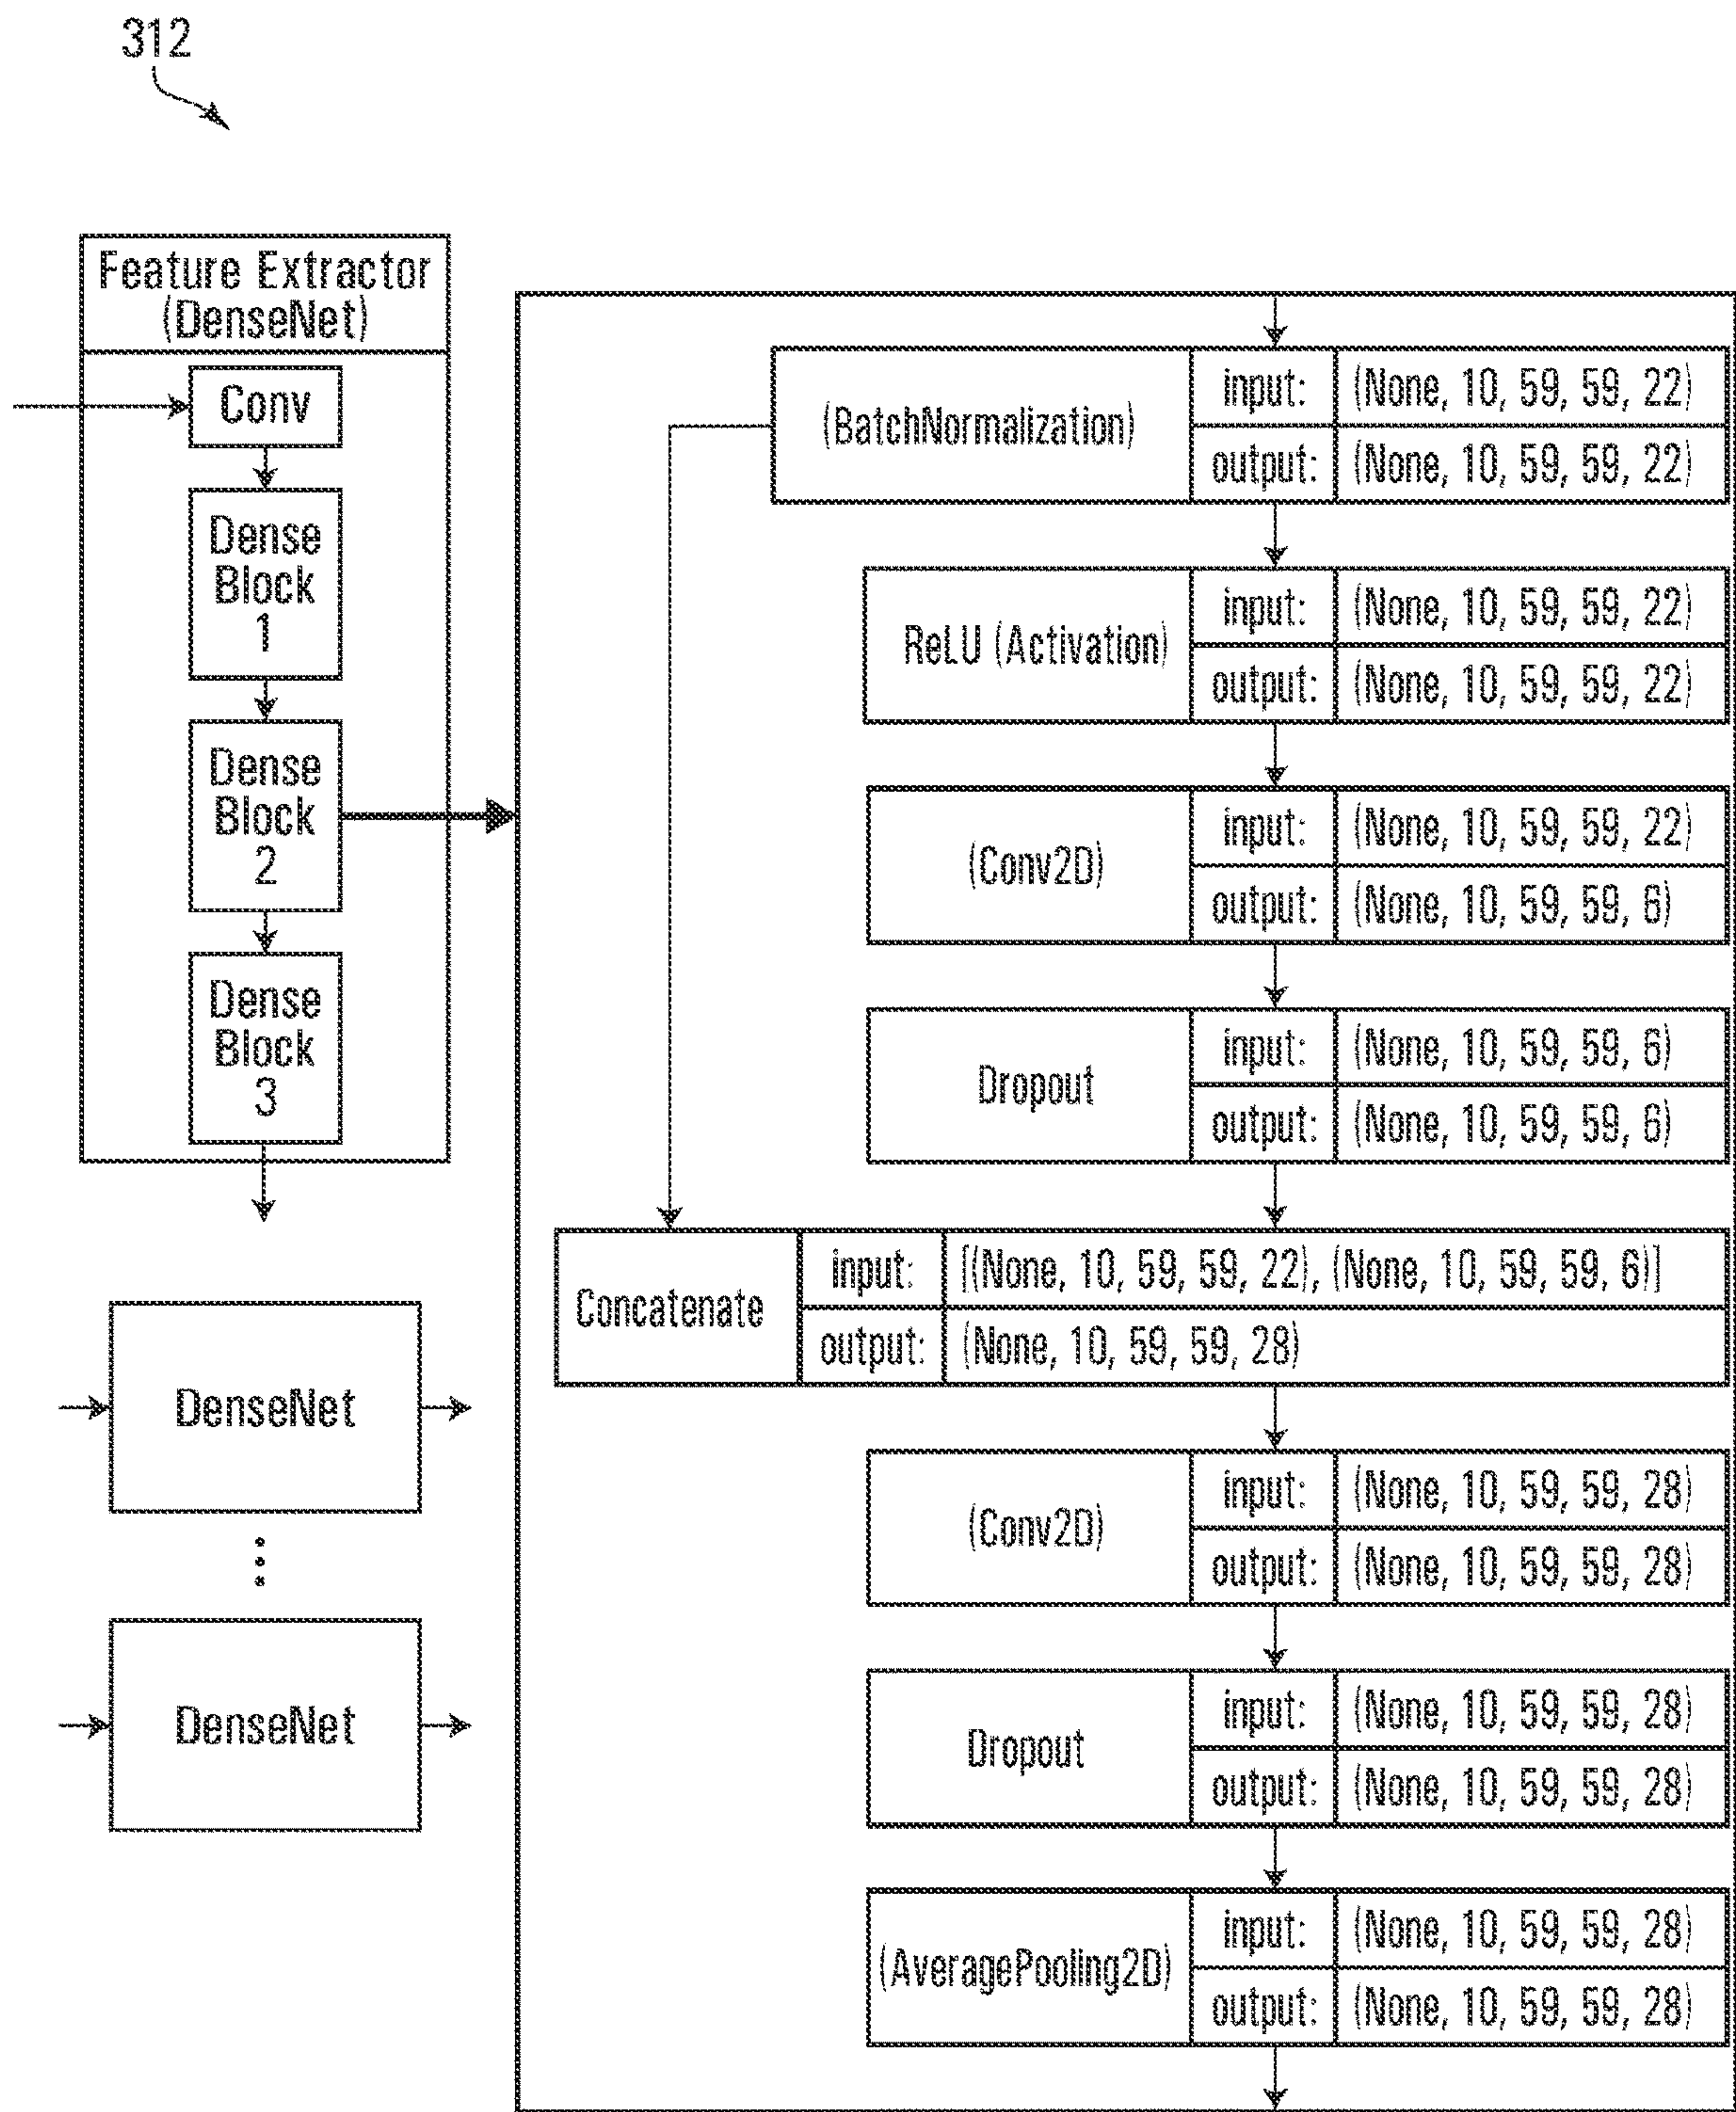 312
Feature Extractor
(DenseNet)
Conv
Dense
Block
1
Dense
Block
2
Dense
Block
3
DenseNet
DenseNet
(BatchNormalization)
input: (None, 10, 59, 59, 22)
output: (None, 10, 59, 59, 22)
ReLU (Activation)
input: (None, 10, 59, 59, 22)
output: (None, 10, 59, 59, 22)
(Conv2D)
input: (None, 10, 59, 59, 22)
output: (None, 10, 59, 59, 6)
Dropout
input: (None, 10, 59, 59, 6)
output: (None, 10, 59, 59, 6)
Concatenate
input: [(None, 10, 59, 59, 22), (None, 10, 59, 59, 6)]
output: (None, 10, 59, 59, 28)
(Conv2D)
input: (None, 10, 59, 59, 28)
output: (None, 10, 59, 59, 28)
Dropout
input: (None, 10, 59, 59, 28)
output: (None, 10, 59, 59, 28)
(AveragePooling2D)
input: (None, 10, 59, 59, 28)
output: (None, 10, 59, 59, 28)